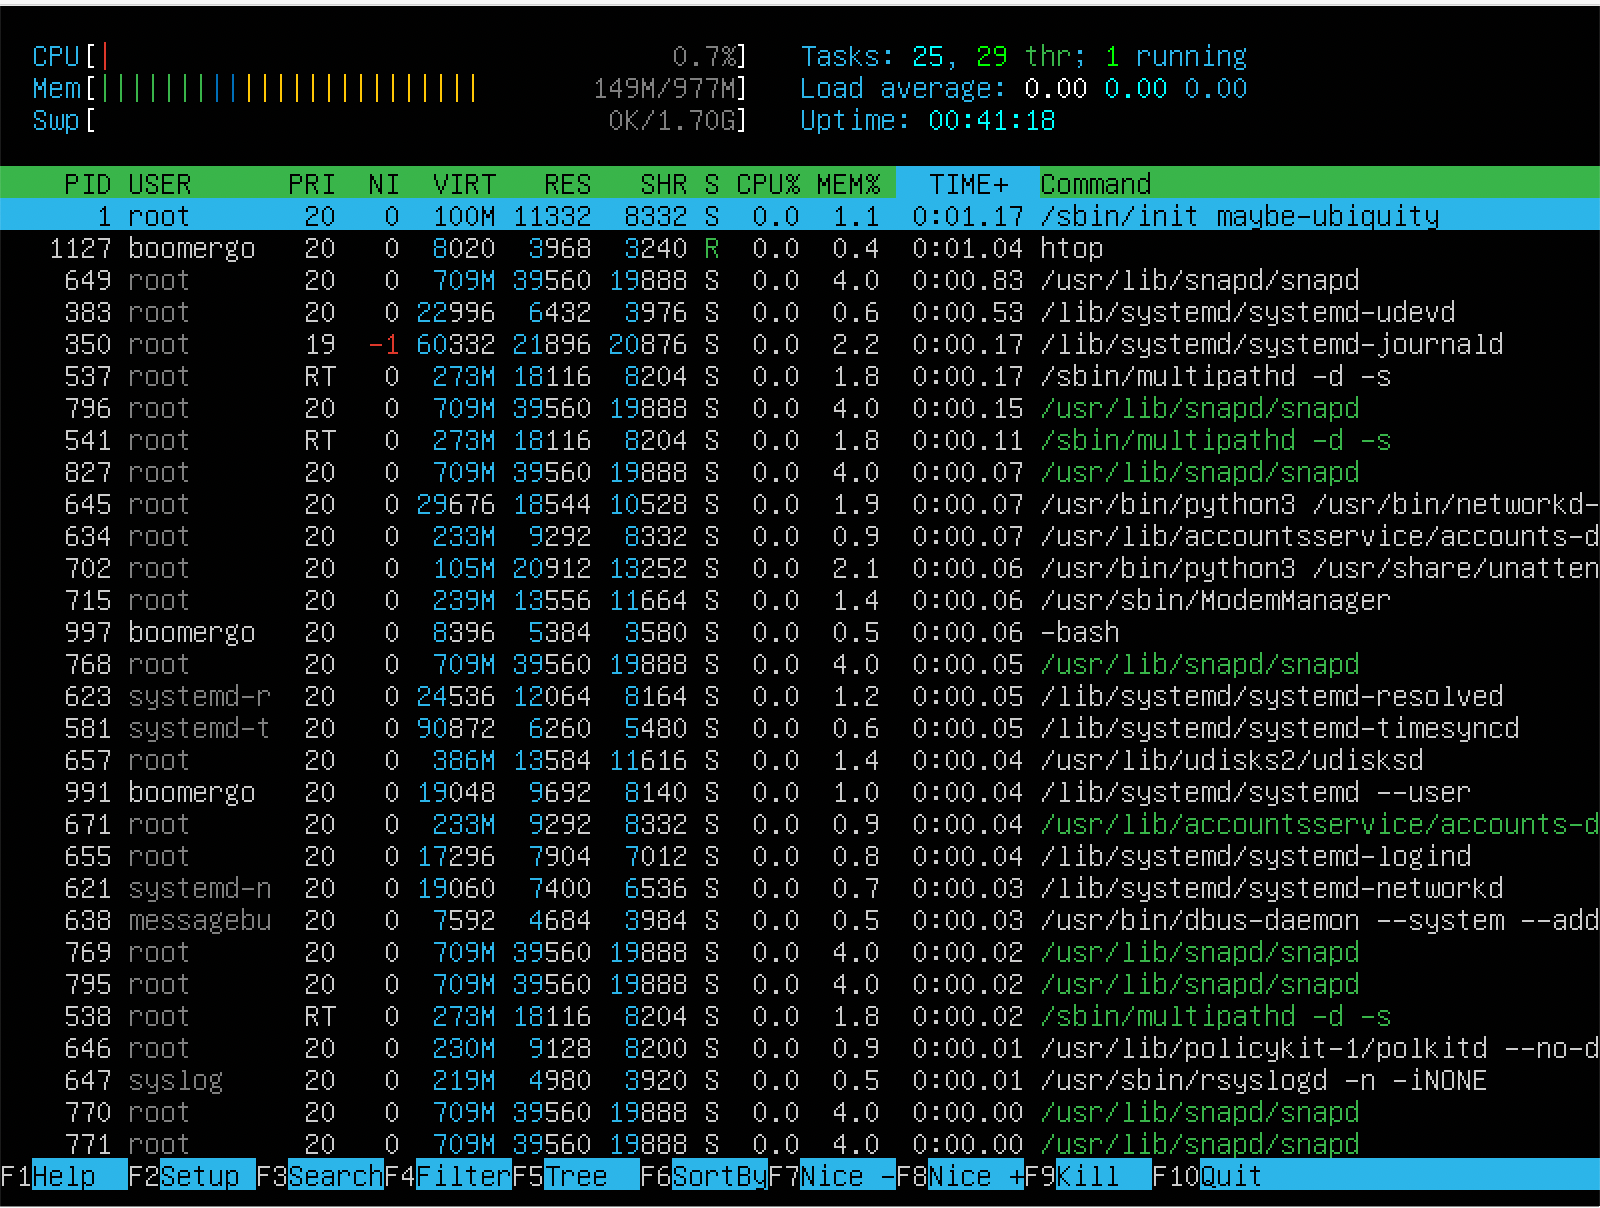 CPU[| 0.7%] Tasks: 25, 29 thr; 1 running
Mem[|||||||||||||||||||||||| 149M/977M] Load average: 0.00 0.00 0.00
Swp[ 0K/1.70G] Uptime: 00:41:18
PID USER PRI NI VIRT RES SHR S CPU% MEM% TIME+ Command
1 root 20 0 100M 11332 8332 S 0.0 1.1 0:01.17 /sbin/init maybe-ubiquity
1127 boomergo 20 0 8020 3968 3240 R 0.0 0.4 0:01.04 htop
649 root 20 0 709M 39560 19888 S 0.0 4.0 0:00.83 /usr/lib/snapd/snapd
383 root 20 0 22996 6432 3976 S 0.0 0.6 0:00.53 /lib/systemd/systemd-udevd
350 root 19 -1 60332 21896 20876 S 0.0 2.2 0:00.17 /lib/systemd/systemd-journald
537 root RT 0 273M 18116 8204 S 0.0 1.8 0:00.17 /sbin/multipathd -d -s
796 root 20 0 709M 39560 19888 S 0.0 4.0 0:00.15 /usr/lib/snapd/snapd
541 root RT 0 273M 18116 8204 S 0.0 1.8 0:00.11 /sbin/multipathd -d -s
827 root 20 0 709M 39560 19888 S 0.0 4.0 0:00.07 /usr/lib/snapd/snapd
645 root 20 0 29676 18544 10528 S 0.0 1.9 0:00.07 /usr/bin/python3 /usr/bin/networkd-
634 root 20 0 233M 9292 8332 S 0.0 0.9 0:00.07 /usr/lib/accountsservice/accounts-d
702 root 20 0 105M 20912 13252 S 0.0 2.1 0:00.06 /usr/bin/python3 /usr/share/unatten
715 root 20 0 239M 13556 11664 S 0.0 1.4 0:00.06 /usr/sbin/ModemManager
997 boomergo 20 0 8396 5384 3580 S 0.0 0.5 0:00.06 -bash
768 root 20 0 709M 39560 19888 S 0.0 4.0 0:00.05 /usr/lib/snapd/snapd
623 systemd-r 20 0 24536 12064 8164 S 0.0 1.2 0:00.05 /lib/systemd/systemd-resolved
581 systemd-t 20 0 90872 6260 5480 S 0.0 0.6 0:00.05 /lib/systemd/systemd-timesyncd
657 root 20 0 386M 13584 11616 S 0.0 1.4 0:00.04 /usr/lib/udisks2/udisksd
991 boomergo 20 0 19048 9692 8140 S 0.0 1.0 0:00.04 /lib/systemd/systemd --user
671 root 20 0 233M 9292 8332 S 0.0 0.9 0:00.04 /usr/lib/accountsservice/accounts-d
655 root 20 0 17296 7904 7012 S 0.0 0.8 0:00.04 /lib/systemd/systemd-logind
621 systemd-n 20 0 19060 7400 6536 S 0.0 0.7 0:00.03 /lib/systemd/systemd-networkd
638 messagebu 20 0 7592 4684 3984 S 0.0 0.5 0:00.03 /usr/bin/dbus-daemon --system --add
769 root 20 0 709M 39560 19888 S 0.0 4.0 0:00.02 /usr/lib/snapd/snapd
795 root 20 0 709M 39560 19888 S 0.0 4.0 0:00.02 /usr/lib/snapd/snapd
538 root RT 0 273M 18116 8204 S 0.0 1.8 0:00.02 /sbin/multipathd -d -s
646 root 20 0 230M 9128 8200 S 0.0 0.9 0:00.01 /usr/lib/policykit-1/polkitd --no-d
647 syslog 20 0 219M 4980 3920 S 0.0 0.5 0:00.01 /usr/sbin/rsyslogd -n -iNONE
770 root 20 0 709M 39560 19888 S 0.0 4.0 0:00.00 /usr/lib/snapd/snapd
771 root 20 0 709M 39560 19888 S 0.0 4.0 0:00.00 /usr/lib/snapd/snapd
F1Help F2Setup F3SearchF4FilterF5Tree F6SortByF7Nice -F8Nice +F9Kill F10Quit